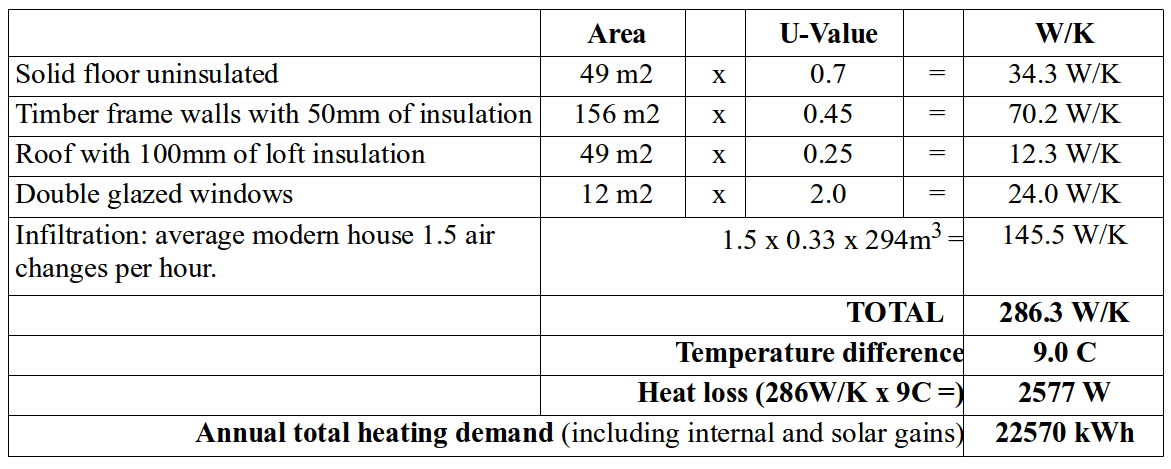 Area U-Value W/K
Solid floor uninsulated 49 m2 x 0.7 = 34.3 W/K
Timber frame walls with 50mm of insulation 156 m2 x 0.45 = 70.2 W/K
Roof with 100mm of loft insulation 49 m2 x 0.25 = 12.3 W/K
Double glazed windows 12 m2 x 2.0 = 24.0 W/K
Infiltration: average modern house 1.5 air 1.5 x 0.33 x 294m³ = 145.5 W/K
changes per hour.
TOTAL 286.3 W/K
Temperature difference 9.0 C
Heat loss (286W/K x 9C =) 2577 W
Annual total heating demand (including internal and solar gains) 22570 kWh